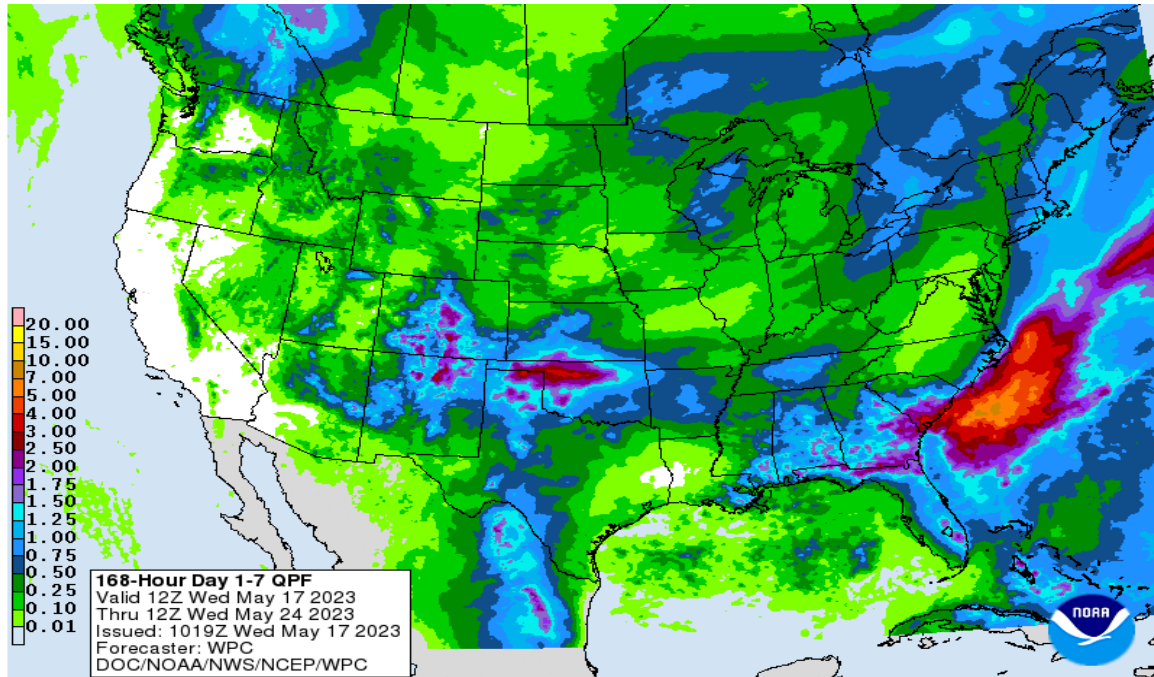 20.00
15.00
10.00
7.00
5.00
4.00
3.00
2.50
2.00
1.75
1.50
1.25
1.00
0.75
0.50
0.25
0.10
0.01
168-Hour Day 1-7 QPF
Valid 12Z Wed May 17 2023
Thru 12Z Wed May 24 2023
Issued: 1019Z Wed May 17 2023
Forecaster: WPC
DOC/NOAA/NWS/NCEP/WPC
NOAA